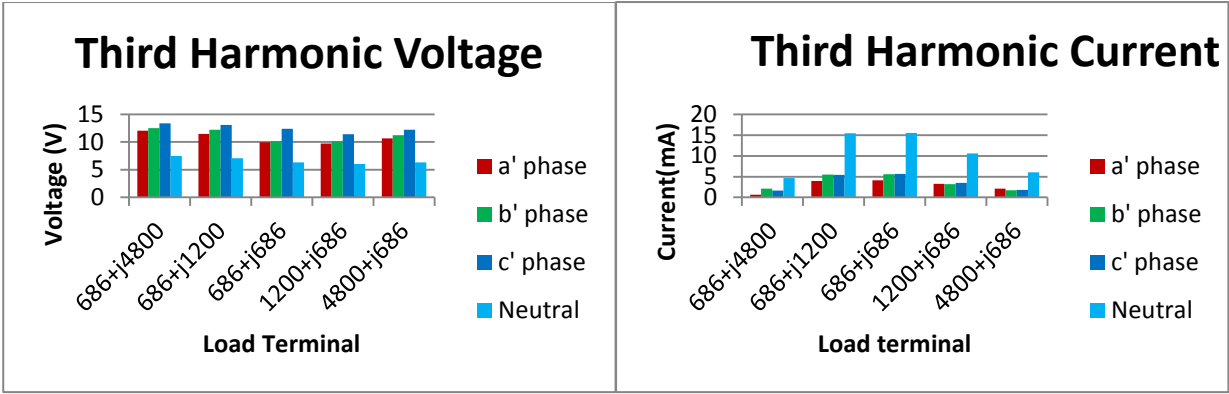 Third Harmonic Voltage
Voltage (V)
15
10
5
0
686+j4800
686+j1200
686+j686
1200+j686
4800+j686
Load Terminal
a' phase
b' phase
c' phase
Neutral
Third Harmonic Current
Current(mA)
20
15
10
5
0
686+j4800
686+j1200
686+j686
1200+j686
4800+j686
Load terminal
a' phase
b' phase
c' phase
Neutral